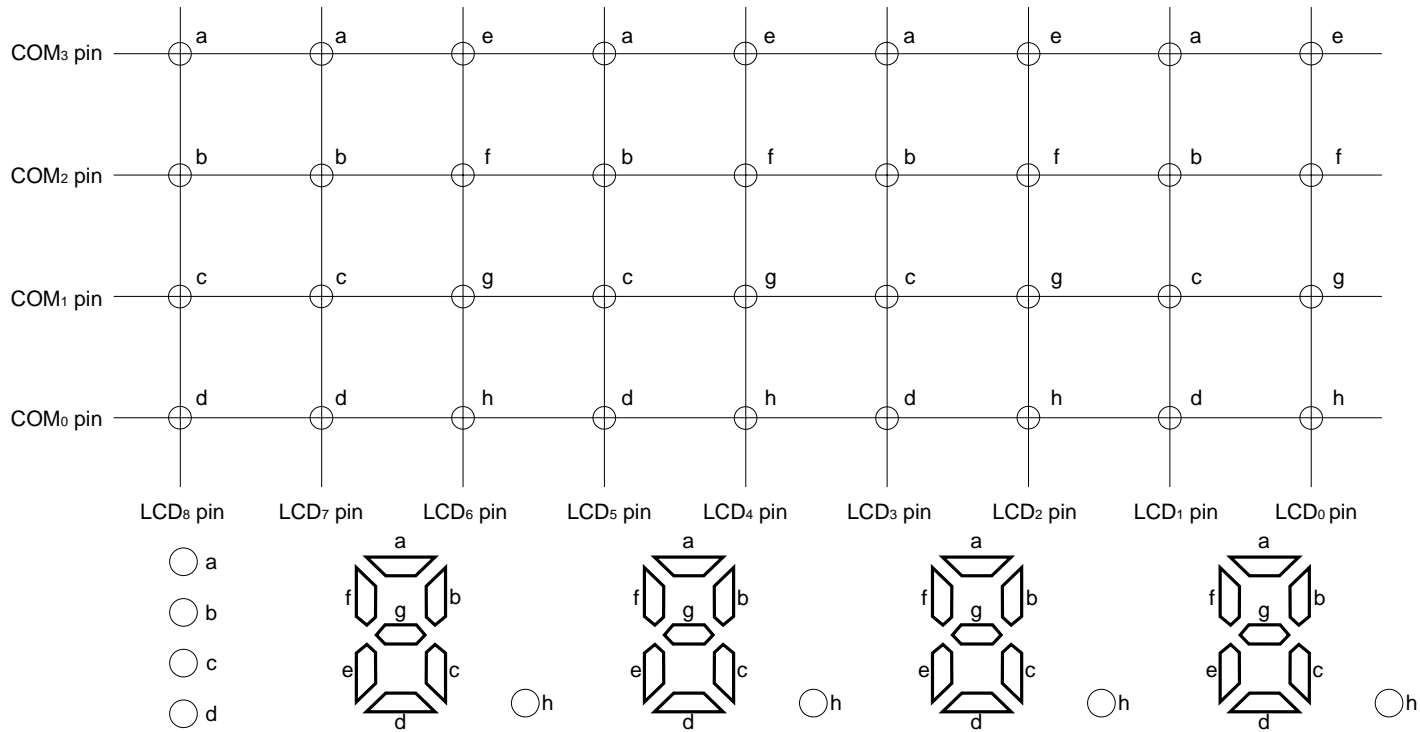 a a e a e a e a e
COM3 pin
b b f b f b f b f
COM2 pin
c c g c g c g c g
COM1 pin
d d h d h d h d h
COM0 pin
LCD8 pin LCD7 pin LCD6 pin LCD5 pin LCD4 pin LCD3 pin LCD2 pin LCD1 pin LCD0 pin
a a a a
a
f b f b f b f b
b g g g g
c e c e c e c e c
h h h h
d d d d d